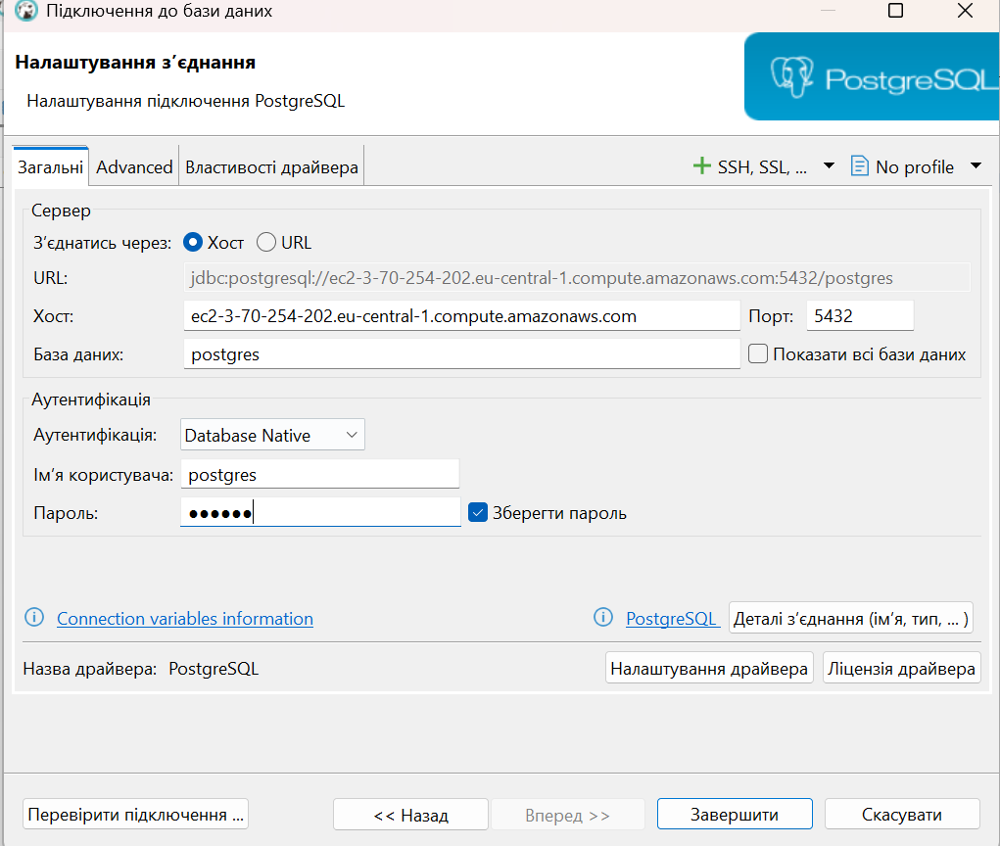 Підключення до бази даних
Налаштування з’єднання
Налаштування підключення PostgreSQL
PostgreSQL
Загальні Advanced Властивості драйвера SSH, SSL, ... No profile
Сервер
З’єднатись через: Хост URL
URL: jdbc:postgresql://ec2-3-70-254-202.eu-central-1.compute.amazonaws.com:5432/postgres
Хост: ec2-3-70-254-202.eu-central-1.compute.amazonaws.com Порт: 5432
База даних: postgres Показати всі бази даних
Аутентифікація
Аутентифікація: Database Native
Ім’я користувача: postgres
Пароль: ●●●●●● Зберегти пароль
Connection variables information PostgreSQL Деталі з’єднання (ім’я, тип, ... )
Назва драйвера: PostgreSQL Налаштування драйвера Ліцензія драйвера
Перевірити підключення ... << Назад Вперед >> Завершити Скасувати